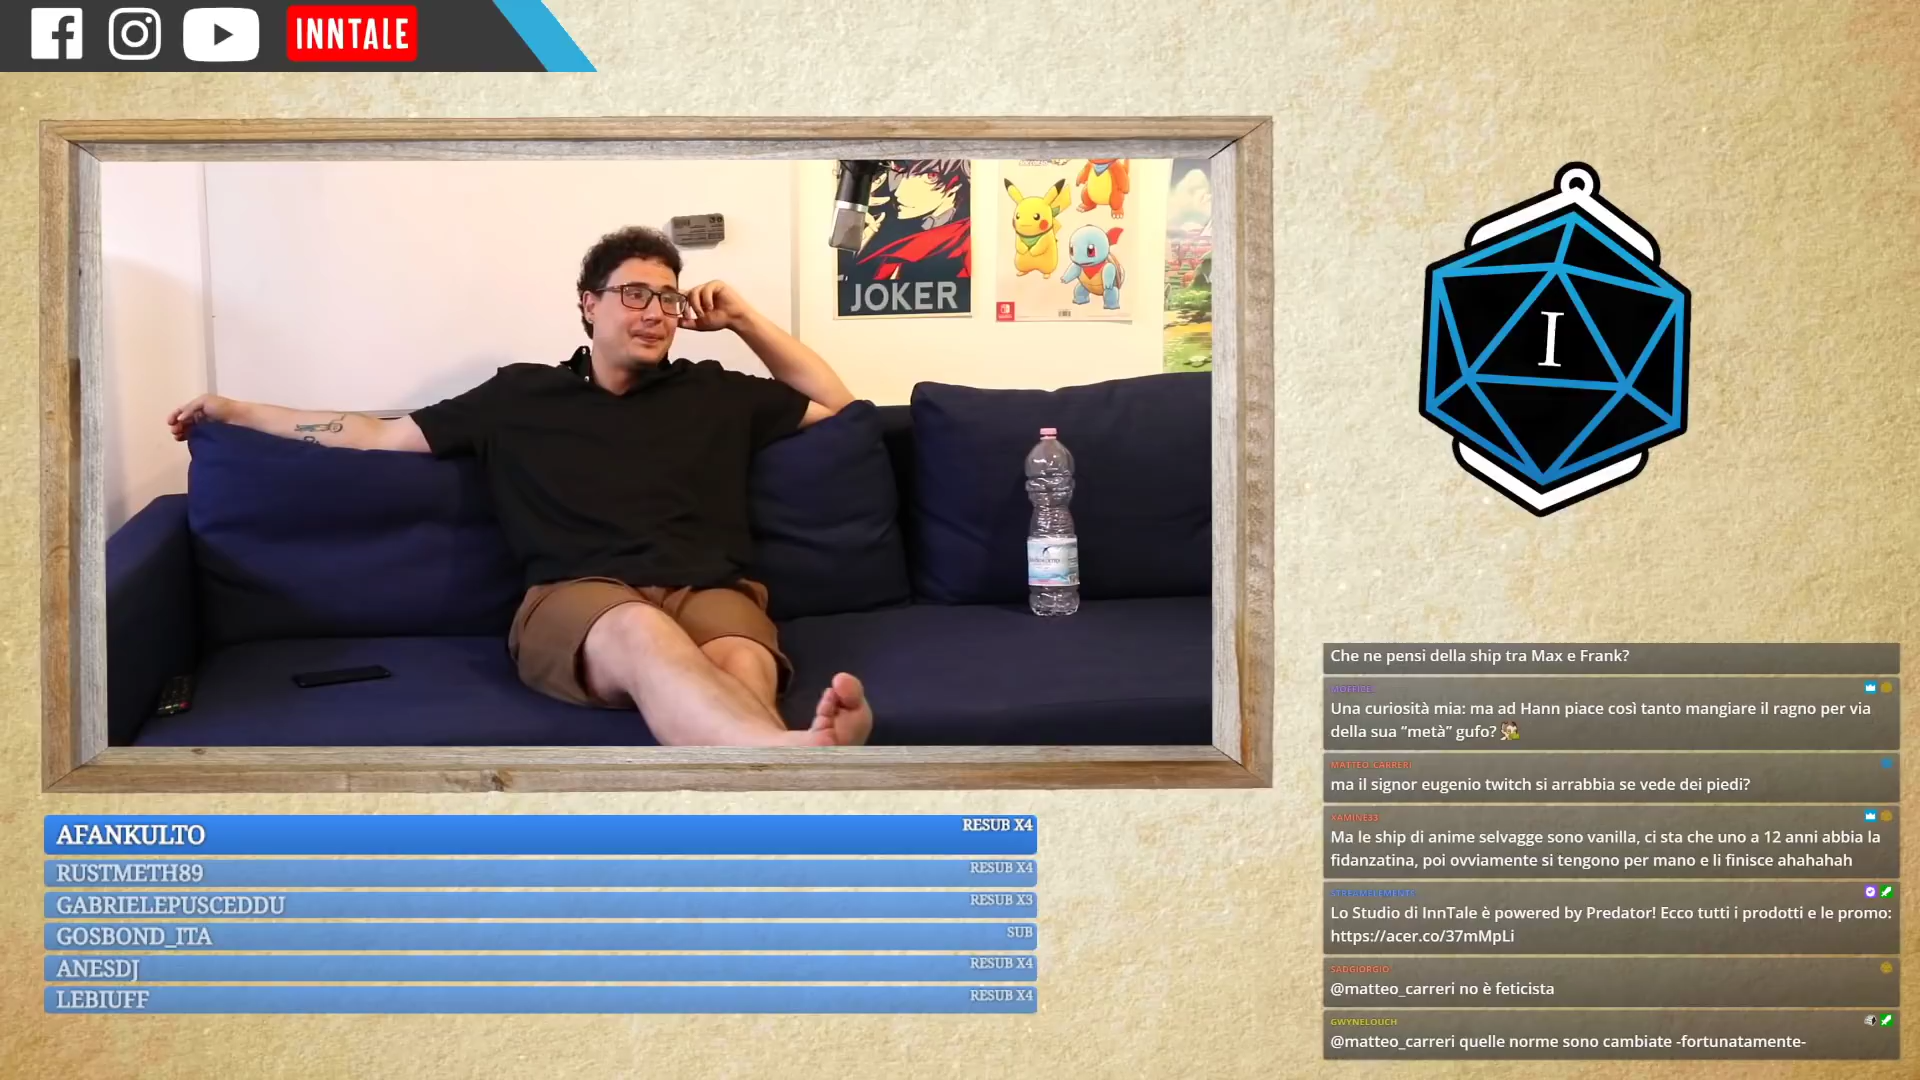 INNTALE
JOKER
I
AFANKULTO RESUB X4
RUSTMETH89 RESUB X4
GABRIELEPUSCEDDU RESUB X3
GOSBOND_ITA SUB
ANESDJ RESUB X4
LEBIUFF RESUB X4
Che ne pensi della ship tra Max e Frank?
Una curiosità mia: ma ad Hann piace così tanto mangiare il ragno per via
della sua “metà” gufo?
MATTEO_CARRERI
ma il signor eugenio twitch si arrabbia se vede dei piedi?
XAMINE33
Ma le ship di anime selvagge sono vanilla, ci sta che uno a 12 anni abbia la
fidanzatina, poi ovviamente si tengono per mano e lì finisce ahahahah
STREAMELEMENTS
Lo Studio di InnTale è powered by Predator! Ecco tutti i prodotti e le promo:
https://acer.co/37mMpLi
SADGIORGIO
@matteo_carreri no è feticista
GWYNELOUCH
@matteo_carreri quelle norme sono cambiate -fortunatamente-